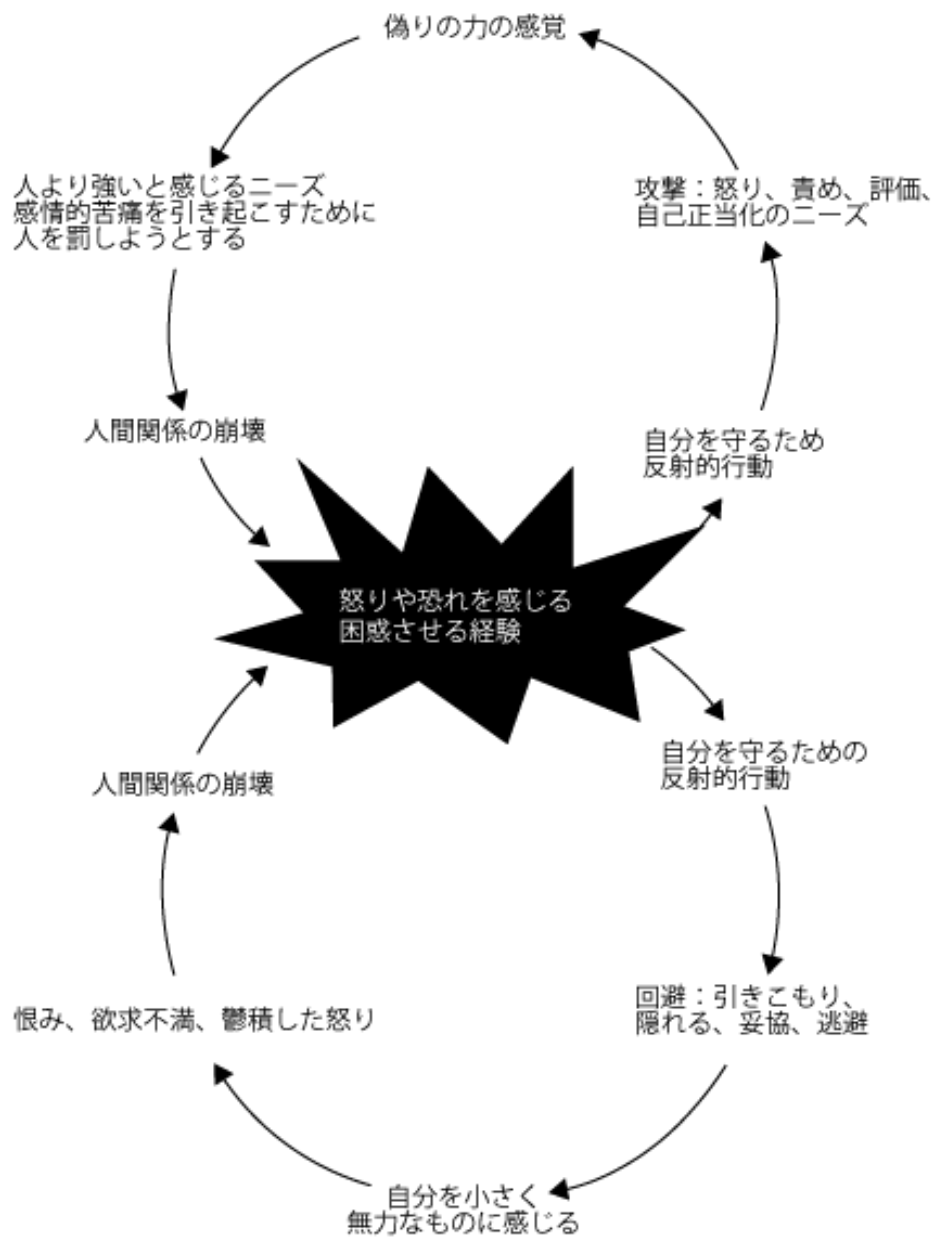 偽りの力の感覚
人より強いと感じるニーズ
感情的苦痛を引き起こすために
人を罰しようとする
攻撃：怒り、責め、評価、
自己正当化のニーズ
人間関係の崩壊
自分を守るため
反射的行動
怒りや恐れを感じる
困惑させる経験
自分を守るための
反射的行動
人間関係の崩壊
回避：引きこもり、
隠れる、妥協、逃避
恨み、欲求不満、鬱積した怒り
自分を小さく
無力なものに感じる